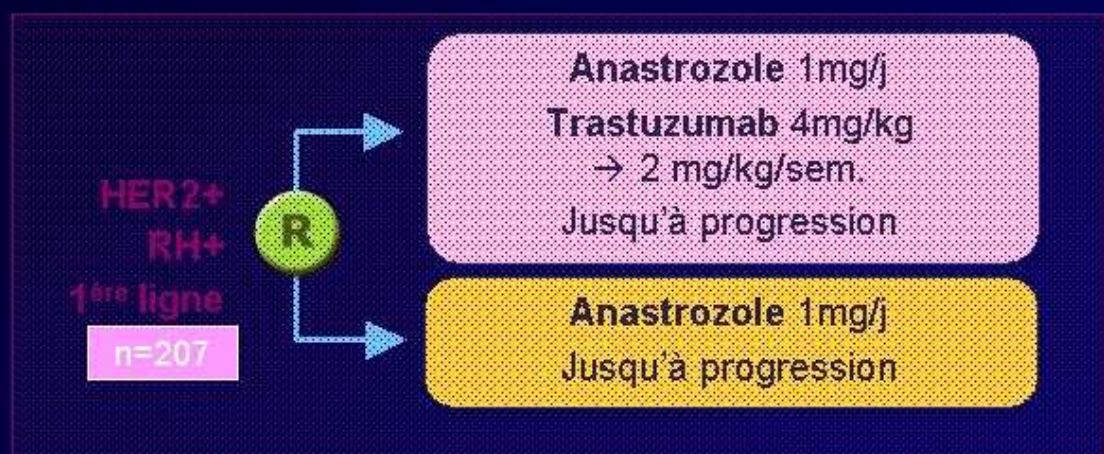 HER2+
RH+
1ère ligne
n=207
R
Anastrozole 1mg/j
Trastuzumab 4mg/kg
→ 2 mg/kg/sem.
Jusqu'à progression
Anastrozole 1mg/j
Jusqu'à progression